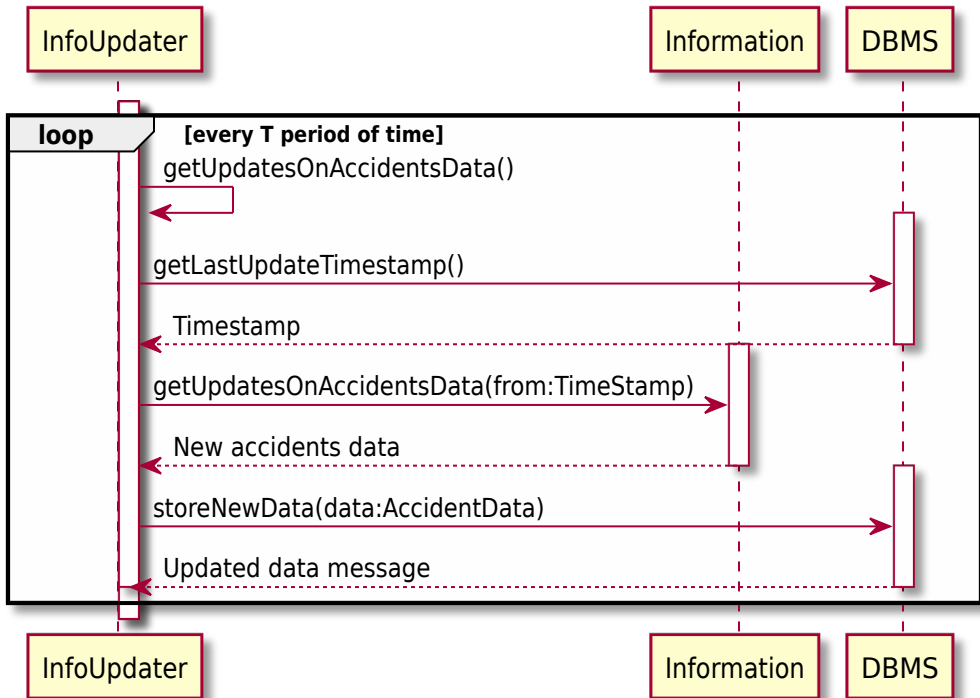 InfoUpdater
Information
DBMS
loop
[every T period of time]
getUpdatesOnAccidentsData()
getLastUpdateTimestamp()
Timestamp
getUpdatesOnAccidentsData(from:TimeStamp)
New accidents data
storeNewData(data:AccidentData)
Updated data message
InfoUpdater
Information
DBMS